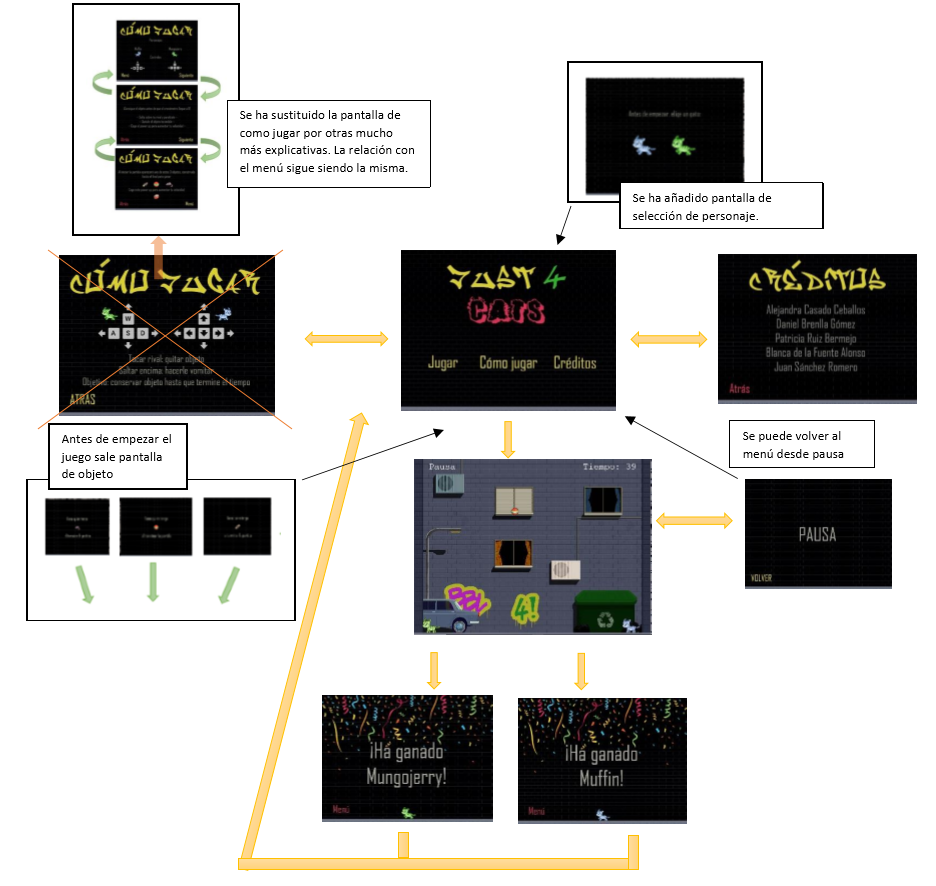 CÓMO JUGAR
Menú
Siguiente
CÓMO JUGAR
Atrás
Siguiente
CÓMO JUGAR
Atrás
Menú
Se ha sustituido la pantalla de
como jugar por otras mucho
más explicativas. La relación con
el menú sigue siendo la misma.
Antes de empezar elige un gato
Se ha añadido pantalla de
selección de personaje.
CÓMO JUGAR
W
A S D
Tocar rival: quitar objeto
Saltar encima: hacerle vomitar
Objetivo: conservar objeto hasta que termine el tiempo
ATRÁS
JUST 4
CATS
Jugar Cómo jugar Créditos
CRÉDITOS
Alejandra Casado Ceballos
Daniel Brenlla Gómez
Patricia Ruiz Bermejo
Blanca de la Fuente Alonso
Juan Sánchez Romero
Atrás
Antes de empezar el
juego sale pantalla
de objeto
Se puede volver al
menú desde pausa
Pausa
Tiempo: 39
4!
PAUSA
VOLVER
¡Há ganado
Mungojerry!
Menú
¡Há ganado
Muffin!
Menú